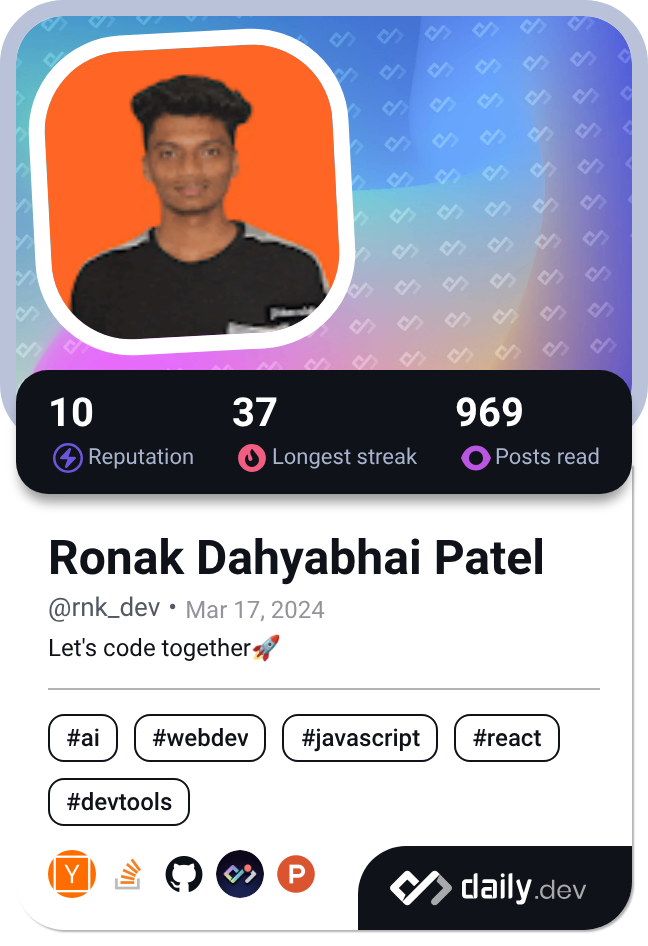 10 37 969
Reputation Longest streak Posts read
Ronak Dahyabhai Patel
@rnk_dev • Mar 17, 2024
Let's code together🚀
#ai #webdev #javascript #react
#devtools
Y P daily.dev